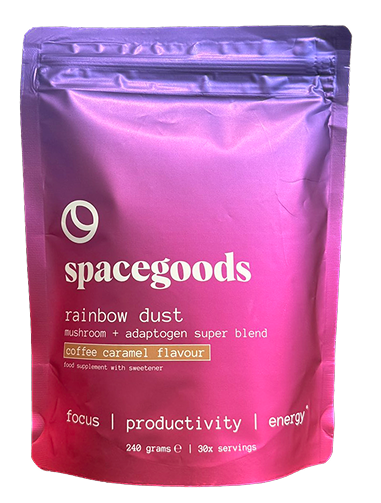 spacegoods
rainbow dust
mushroom + adaptogen super blend
coffee caramel flavour
food supplement with sweetener
focus | productivity | energy*
240 grams ℮ | 30x servings